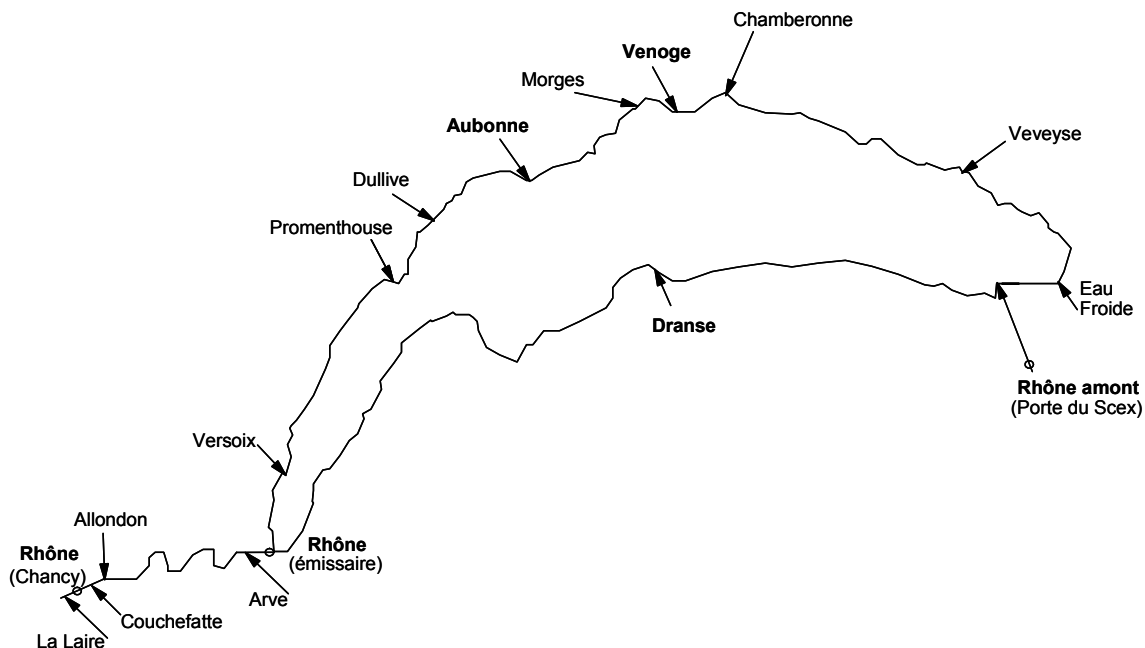 Chamberonne
Venoge
Morges
Aubonne
Veveyse
Dullive
Promenthouse
Eau
Froide
Dranse
Rhône amont
(Porte du Scex)
Versoix
Allondon
Rhône
(Chancy)
Rhône
(émissaire)
Arve
Couchefatte
La Laire